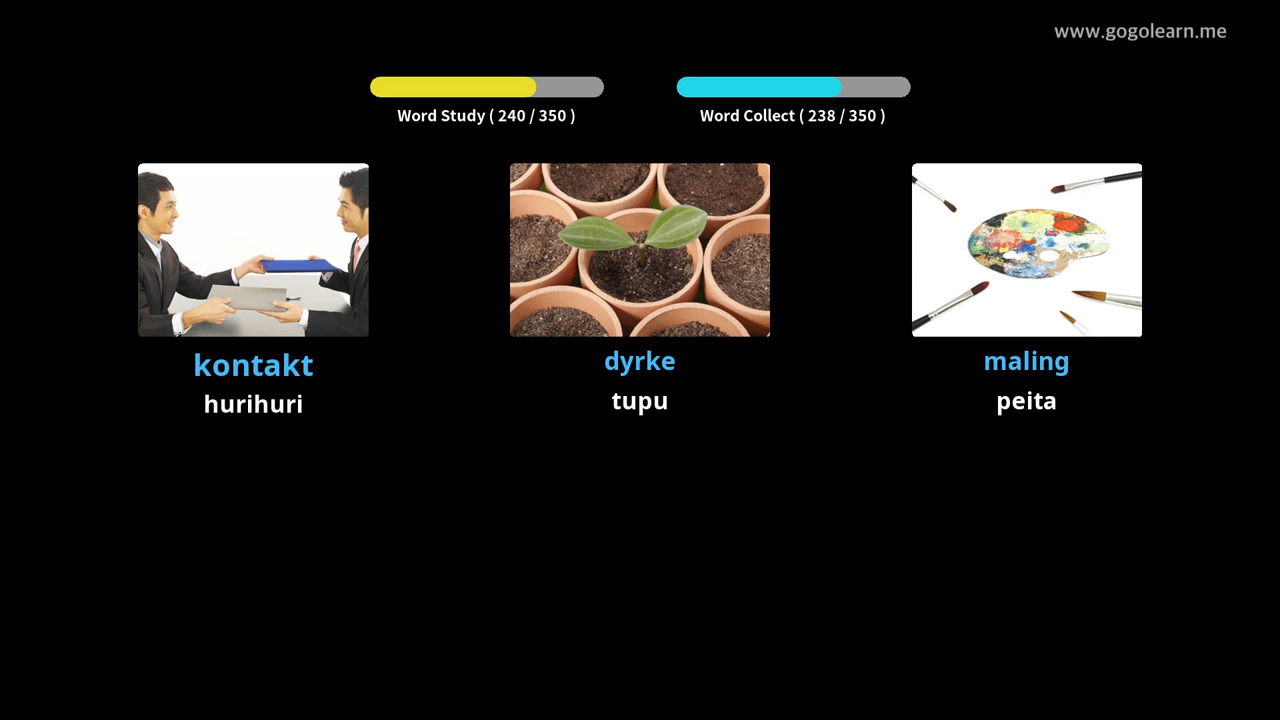 www.gogolearn.me
Word Study ( 240 / 350 )
Word Collect ( 238 / 350 )
kontakt
hurihuri
dyrke
tupu
maling
peita